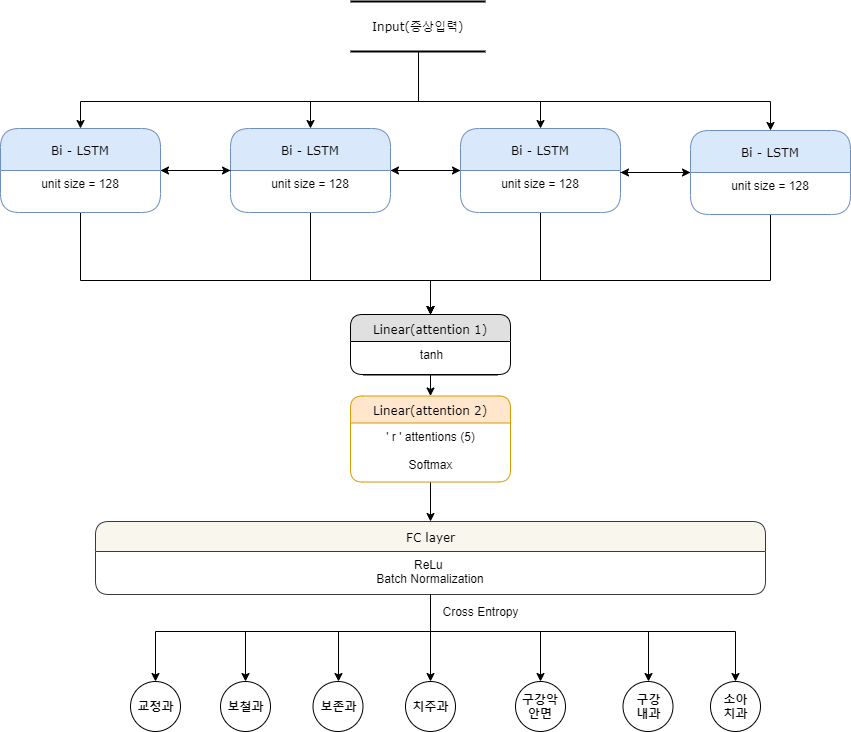 Input(증상입력)
Bi - LSTM
unit size = 128
Bi - LSTM
unit size = 128
Bi - LSTM
unit size = 128
Bi - LSTM
unit size = 128
Linear(attention 1)
tanh
Linear(attention 2)
' r ' attentions (5)
Softmax
FC layer
ReLu
Batch Normalization
Cross Entropy
교정과
보철과
보존과
치주과
구강악
안면
구강
내과
소아
치과